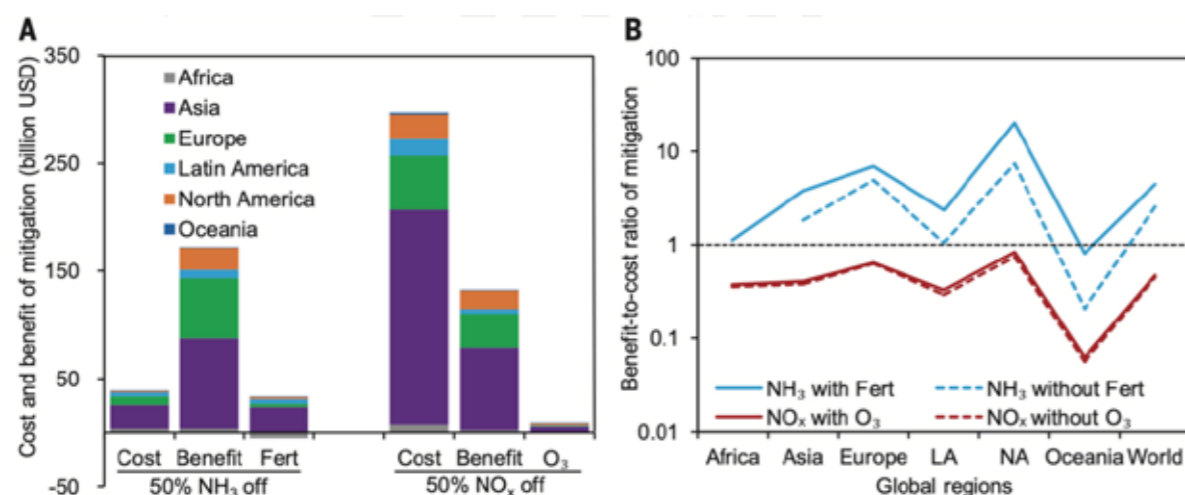 A
Cost and benefit of mitigation (billion USD)
350
250
150
50
-50
Africa
Asia
Europe
Latin America
North America
Oceania
Cost Benefit Fert
50% NH₃ off
Cost Benefit O₃
50% NOₓ off
B
Benefit-to-cost ratio of mitigation
100
10
1
0.1
0.01
NH₃ with Fert
NH₃ without Fert
NOₓ with O₃
NOₓ without O₃
Africa Asia Europe LA NA Oceania World
Global regions